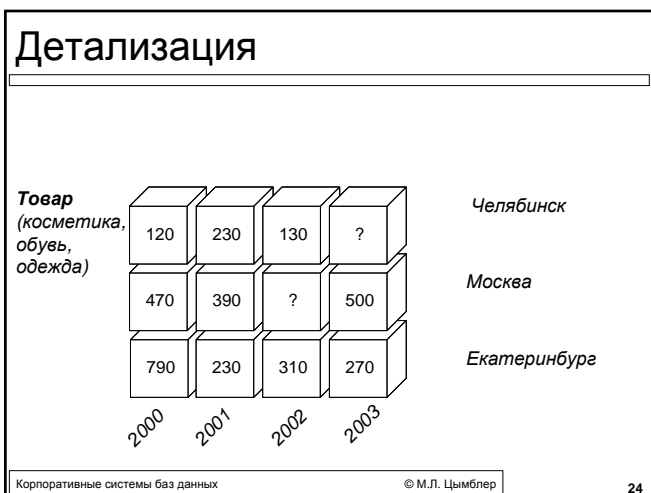 Детализация
Товар
(косметика,
обувь,
одежда)
120 230 130 ?
Челябинск
470 390 ? 500
Москва
790 230 310 270
Екатеринбург
2000 2001 2002 2003
Корпоративные системы баз данных © М.Л. Цымблер 24